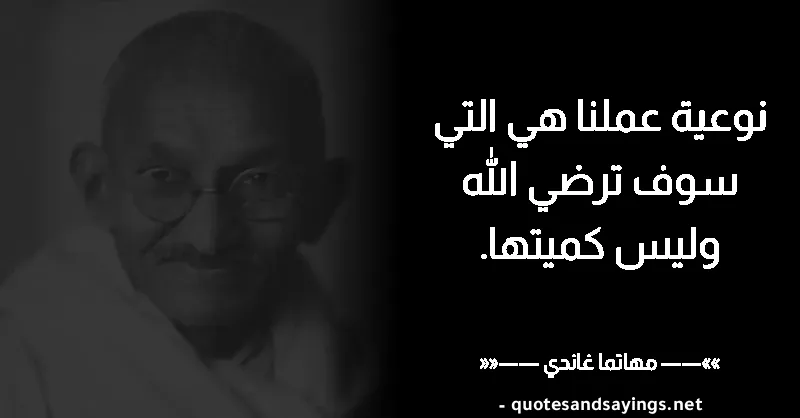 نوعية عملنا هي التي
سوف ترضي الله
وليس كميتها.
»»—— مهاتما غاندي ——««
- quotesandsayings.net